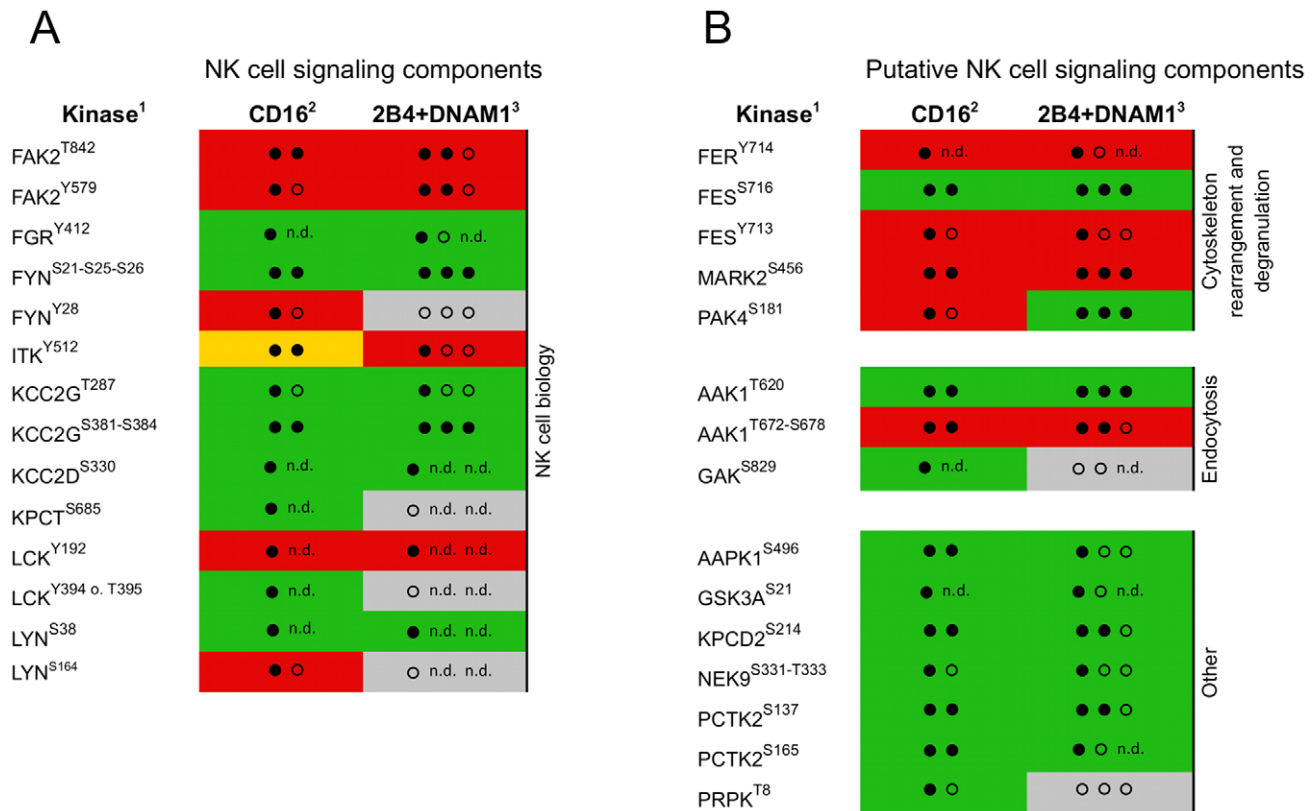 A
NK cell signaling components
Kinase1 CD162 2B4+DNAM13
FAK2T842
FAK2Y579
FGRY412 n.d. n.d.
FYNS21-S25-S26
FYNY28
ITKY512
KCC2GT287
KCC2GS381-S384
KCC2DS330 n.d. n.d. n.d.
KPCTS685 n.d. n.d. n.d.
LCKY192 n.d. n.d. n.d.
LCKY394 o. T395 n.d. n.d. n.d.
LYNS38 n.d. n.d. n.d.
LYNS164 n.d. n.d.
NK cell biology
B
Putative NK cell signaling components
Kinase1 CD162 2B4+DNAM13
FERY714 n.d. n.d.
FESS716
FESY713
MARK2S456
PAK4S181
Cytoskeleton
rearrangement and
degranulation
AAK1T620
AAK1T672-S678
GAKS829 n.d. n.d.
Endocytosis
AAPK1S496
GSK3AS21 n.d. n.d.
KPCD2S214
NEK9S331-T333
PCTK2S137
PCTK2S165 n.d.
PRPKT8
Other